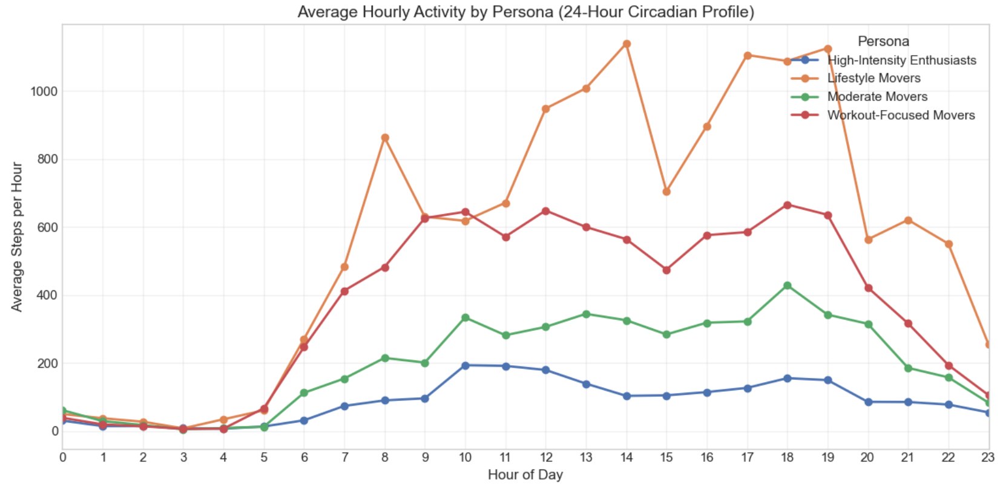 Average Hourly Activity by Persona (24-Hour Circadian Profile)
Persona
High-Intensity Enthusiasts
Lifestyle Movers
Moderate Movers
Workout-Focused Movers
Average Steps per Hour
1000
800
600
400
200
0
0 1 2 3 4 5 6 7 8 9 10 11 12 13 14 15 16 17 18 19 20 21 22 23
Hour of Day